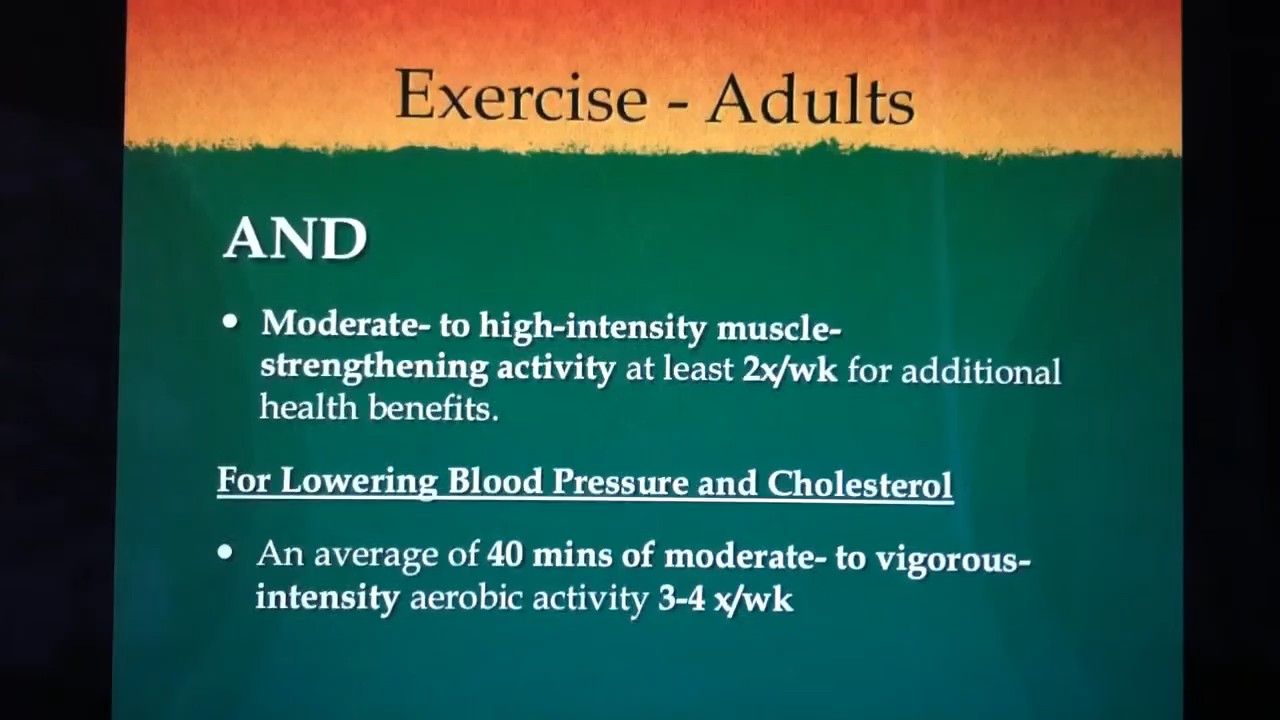 Exercise - Adults
AND
• Moderate- to high-intensity muscle-
strengthening activity at least 2x/wk for additional
health benefits.
For Lowering Blood Pressure and Cholesterol
• An average of 40 mins of moderate- to vigorous-
intensity aerobic activity 3-4 x/wk